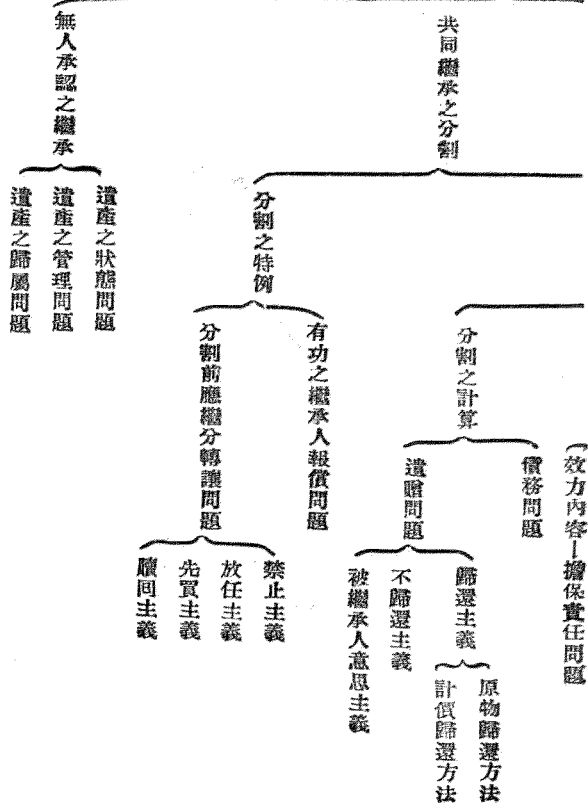 效力內容—擔保責任問題
共同繼承之分割
分割之計算
債務問題
遺贈問題
歸還主義
原物歸還方法
計價歸還方法
不歸還主義
被繼承人意思主義
分割之特例
有功之繼承人報償問題
分割前應繼分轉讓問題
禁止主義
放任主義
先買主義
贖回主義
無人承認之繼承
遺產之狀態問題
遺產之管理問題
遺產之歸屬問題